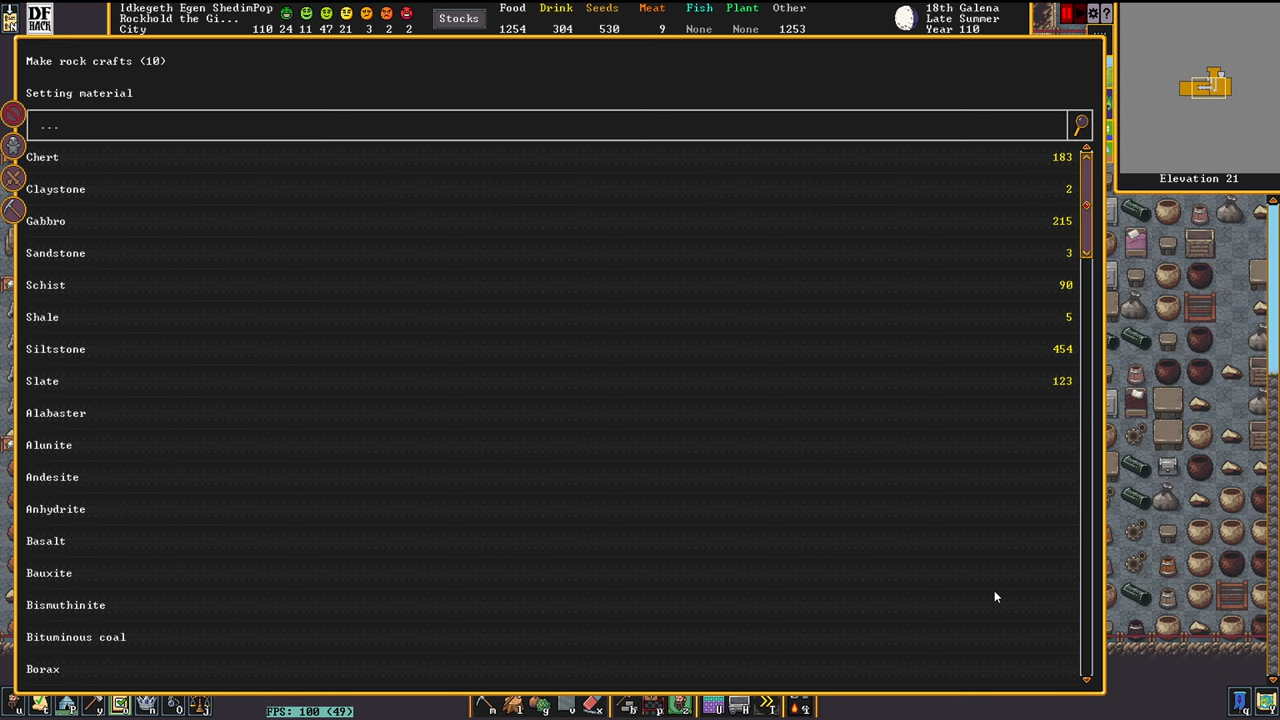 DF
HACK
Idkegeth Egen ShedimPop
Rockhold the Gi...
City 110 24 11 47 21 3 2 2
Stocks
Food Drink Seeds Meat Fish Plant Other
1254 304 530 9 None None 1253
18th Galena
Late Summer
Year 110
?
Make rock crafts (10)
Setting material
...
Chert 183
Claystone 2
Gabbro 215
Sandstone 3
Schist 90
Shale 5
Siltstone 454
Slate 123
Alabaster
Alunite
Andesite
Anhydrite
Basalt
Bauxite
Bismuthinite
Bituminous coal
Borax
Elevation 21
FPS: 100 (49)